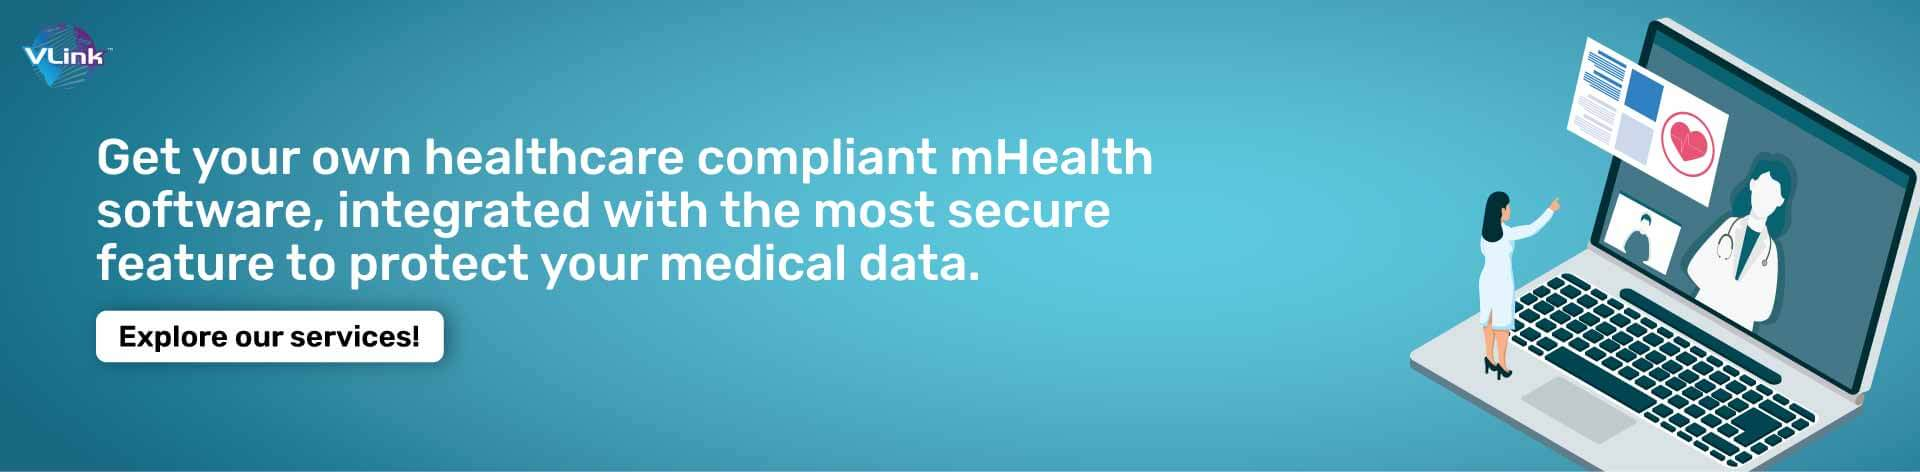 VLink™
Get your own healthcare compliant mHealth
software, integrated with the most secure
feature to protect your medical data.
Explore our services!